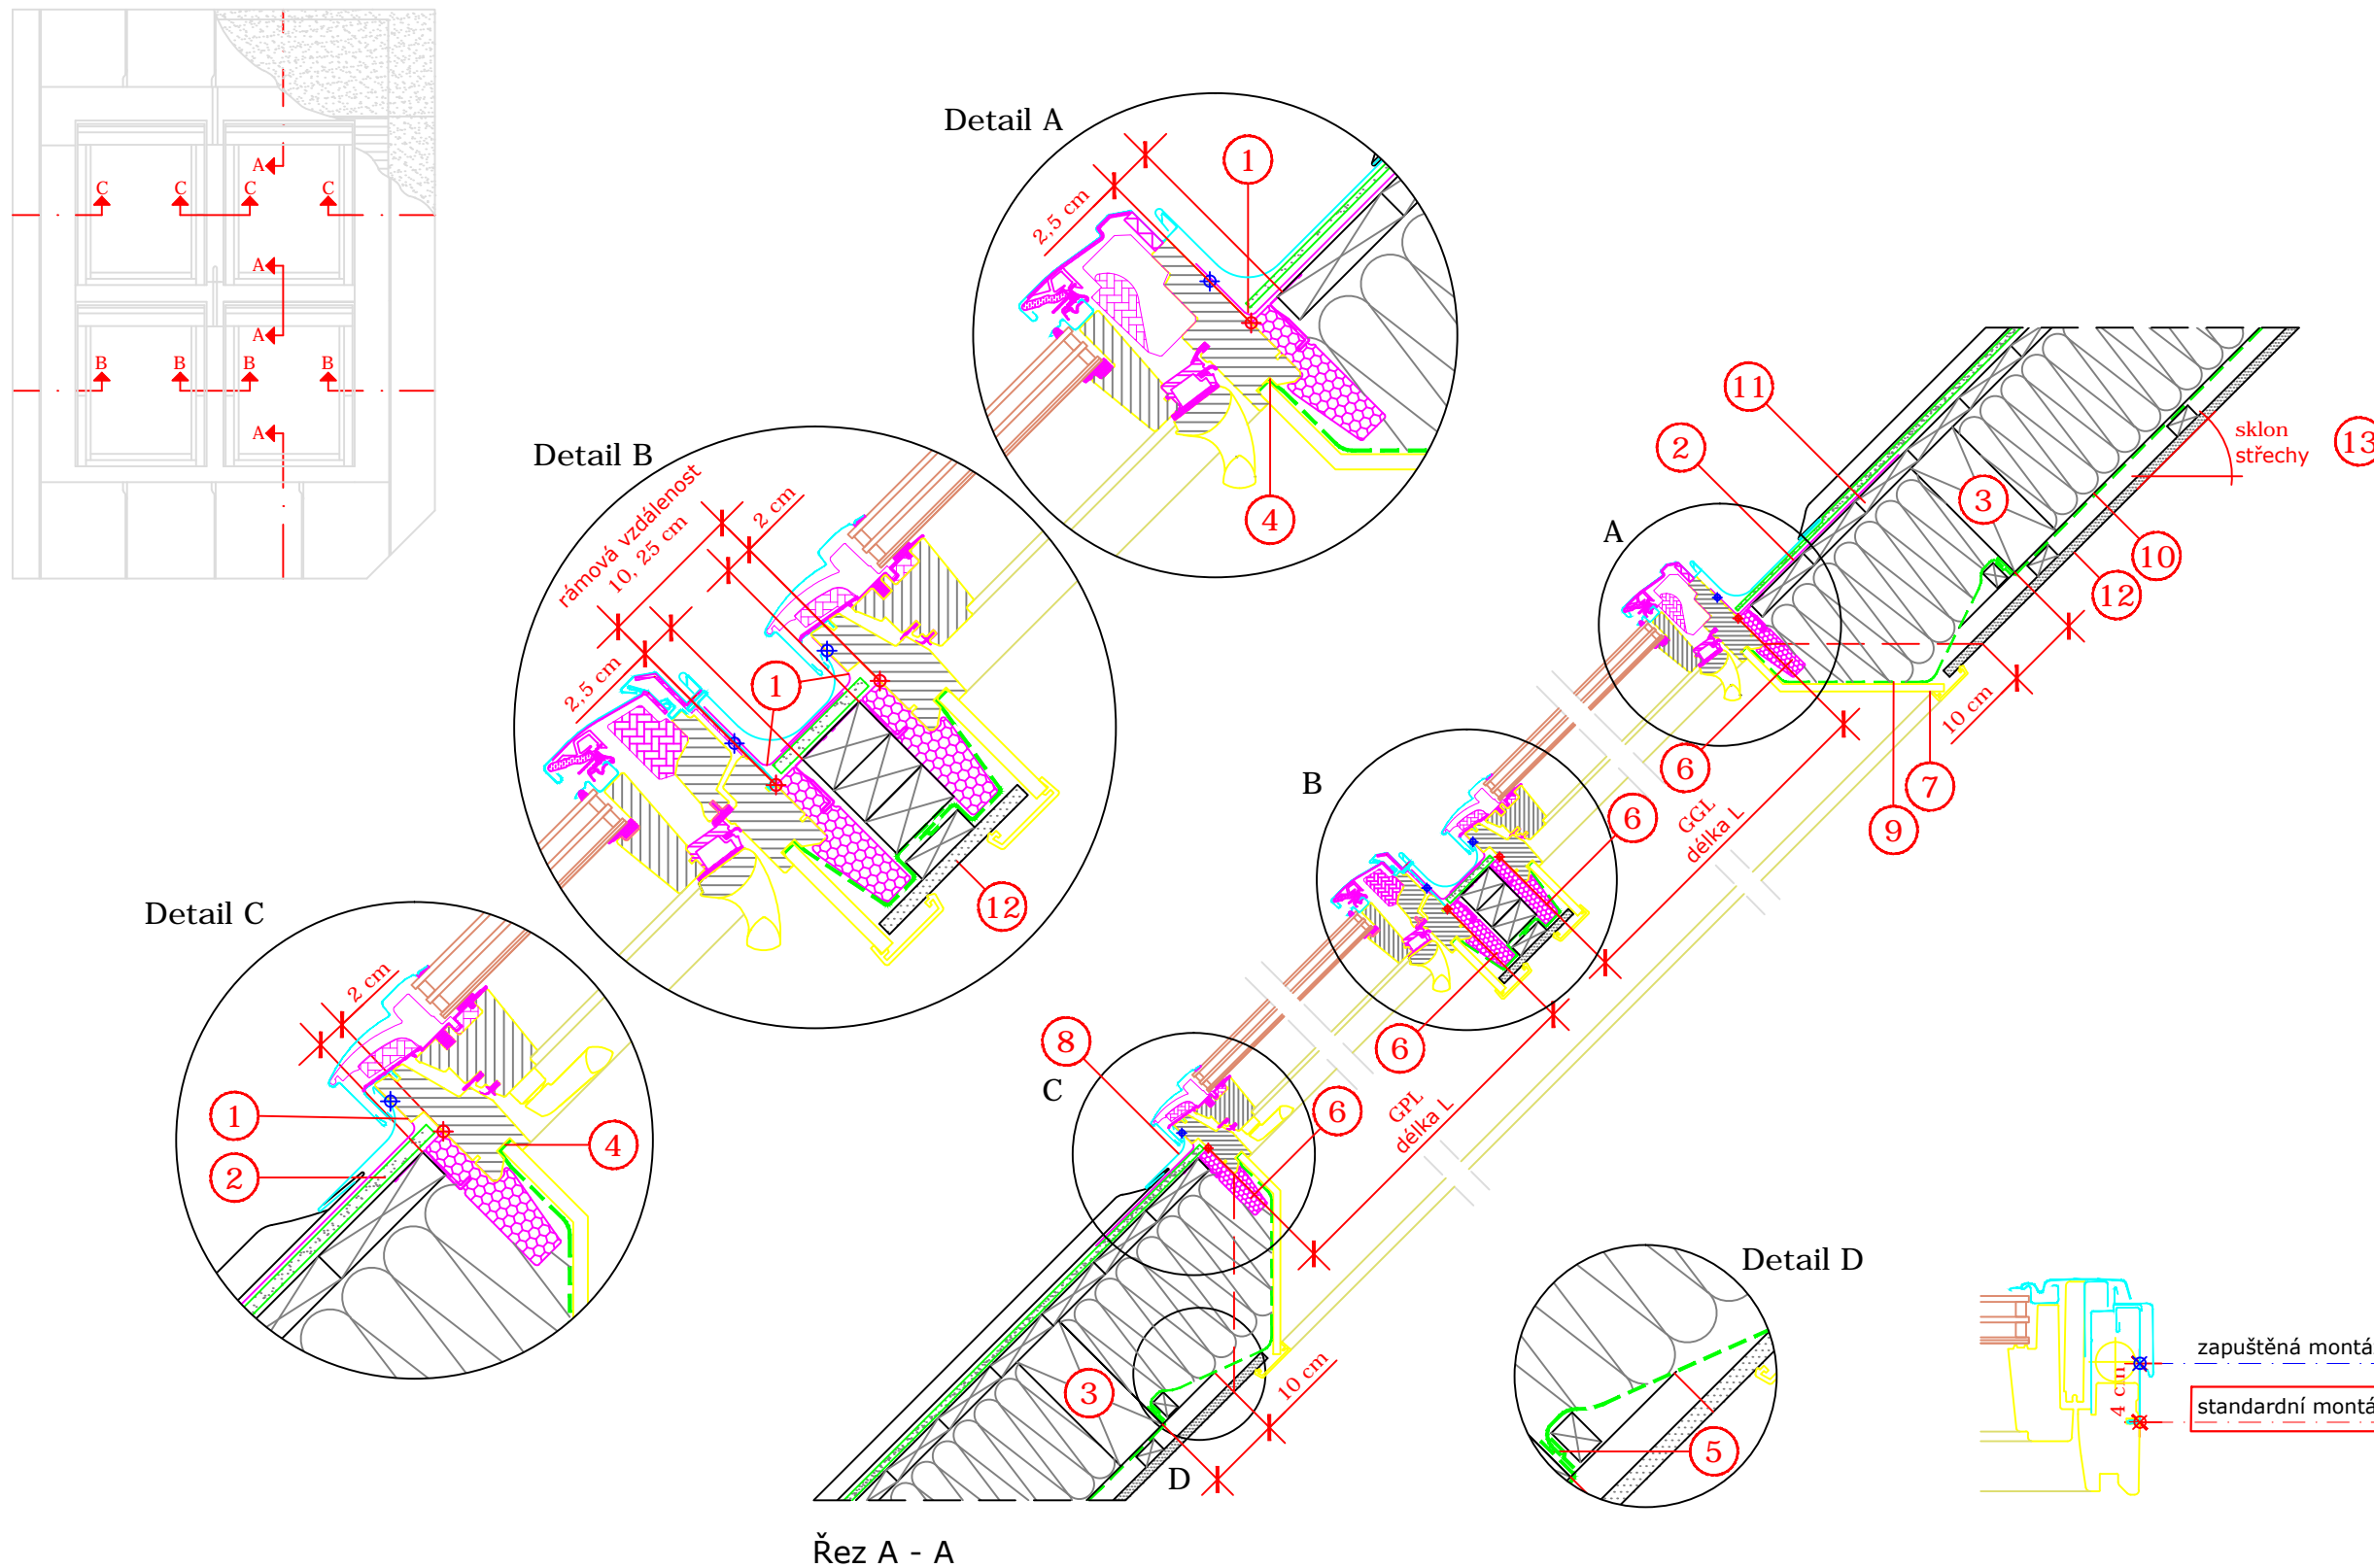 C
C
C
C
A
A
A
B
B
B
B
A
Detail A
1
2,5 cm
4
Detail B
rámová vzdálenost
10, 25 cm
2 cm
2,5 cm
1
12
Detail C
2 cm
1
2
4
11
2
A
3
sklon
střechy
13
10
12
10 cm
6
7
9
GGL
délka L
B
6
6
8
C
6
GPL
délka L
3
10 cm
D
Detail D
5
4 cm
zapuštěná montá
standardní montá
Řez A - A